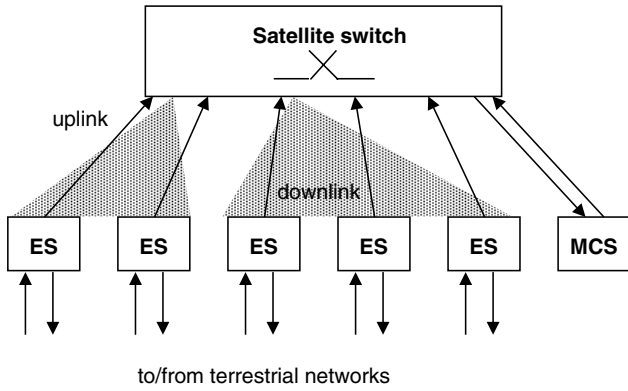 Satellite switch
uplink
downlink
ES ES ES ES ES MCS
to/from terrestrial networks